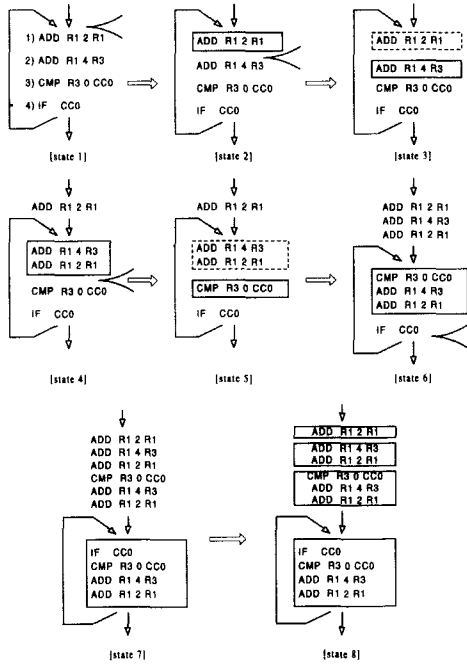 1) ADD R1 2 R1
2) ADD R1 4 R3
3) CMP R3 0 CC0
4) IF CC0
[state 1]
ADD R1 2 R1
ADD R1 4 R3
CMP R3 0 CC0
IF CC0
[state 2]
ADD R1 2 R1
ADD R1 4 R3
CMP R3 0 CC0
IF CC0
[state 3]
ADD R1 2 R1
ADD R1 4 R3
ADD R1 2 R1
CMP R3 0 CC0
IF CC0
[state 4]
ADD R1 2 R1
ADD R1 4 R3
ADD R1 2 R1
CMP R3 0 CC0
IF CC0
[state 5]
ADD R1 2 R1
ADD R1 4 R3
ADD R1 2 R1
CMP R3 0 CC0
ADD R1 4 R3
ADD R1 2 R1
IF CC0
[state 6]
ADD R1 2 R1
ADD R1 4 R3
ADD R1 2 R1
CMP R3 0 CC0
ADD R1 4 R3
ADD R1 2 R1
IF CC0
CMP R3 0 CC0
ADD R1 4 R3
ADD R1 2 R1
[state 7]
ADD R1 2 R1
ADD R1 4 R3
ADD R1 2 R1
CMP R3 0 CC0
ADD R1 4 R3
ADD R1 2 R1
IF CC0
CMP R3 0 CC0
ADD R1 4 R3
ADD R1 2 R1
[state 8]